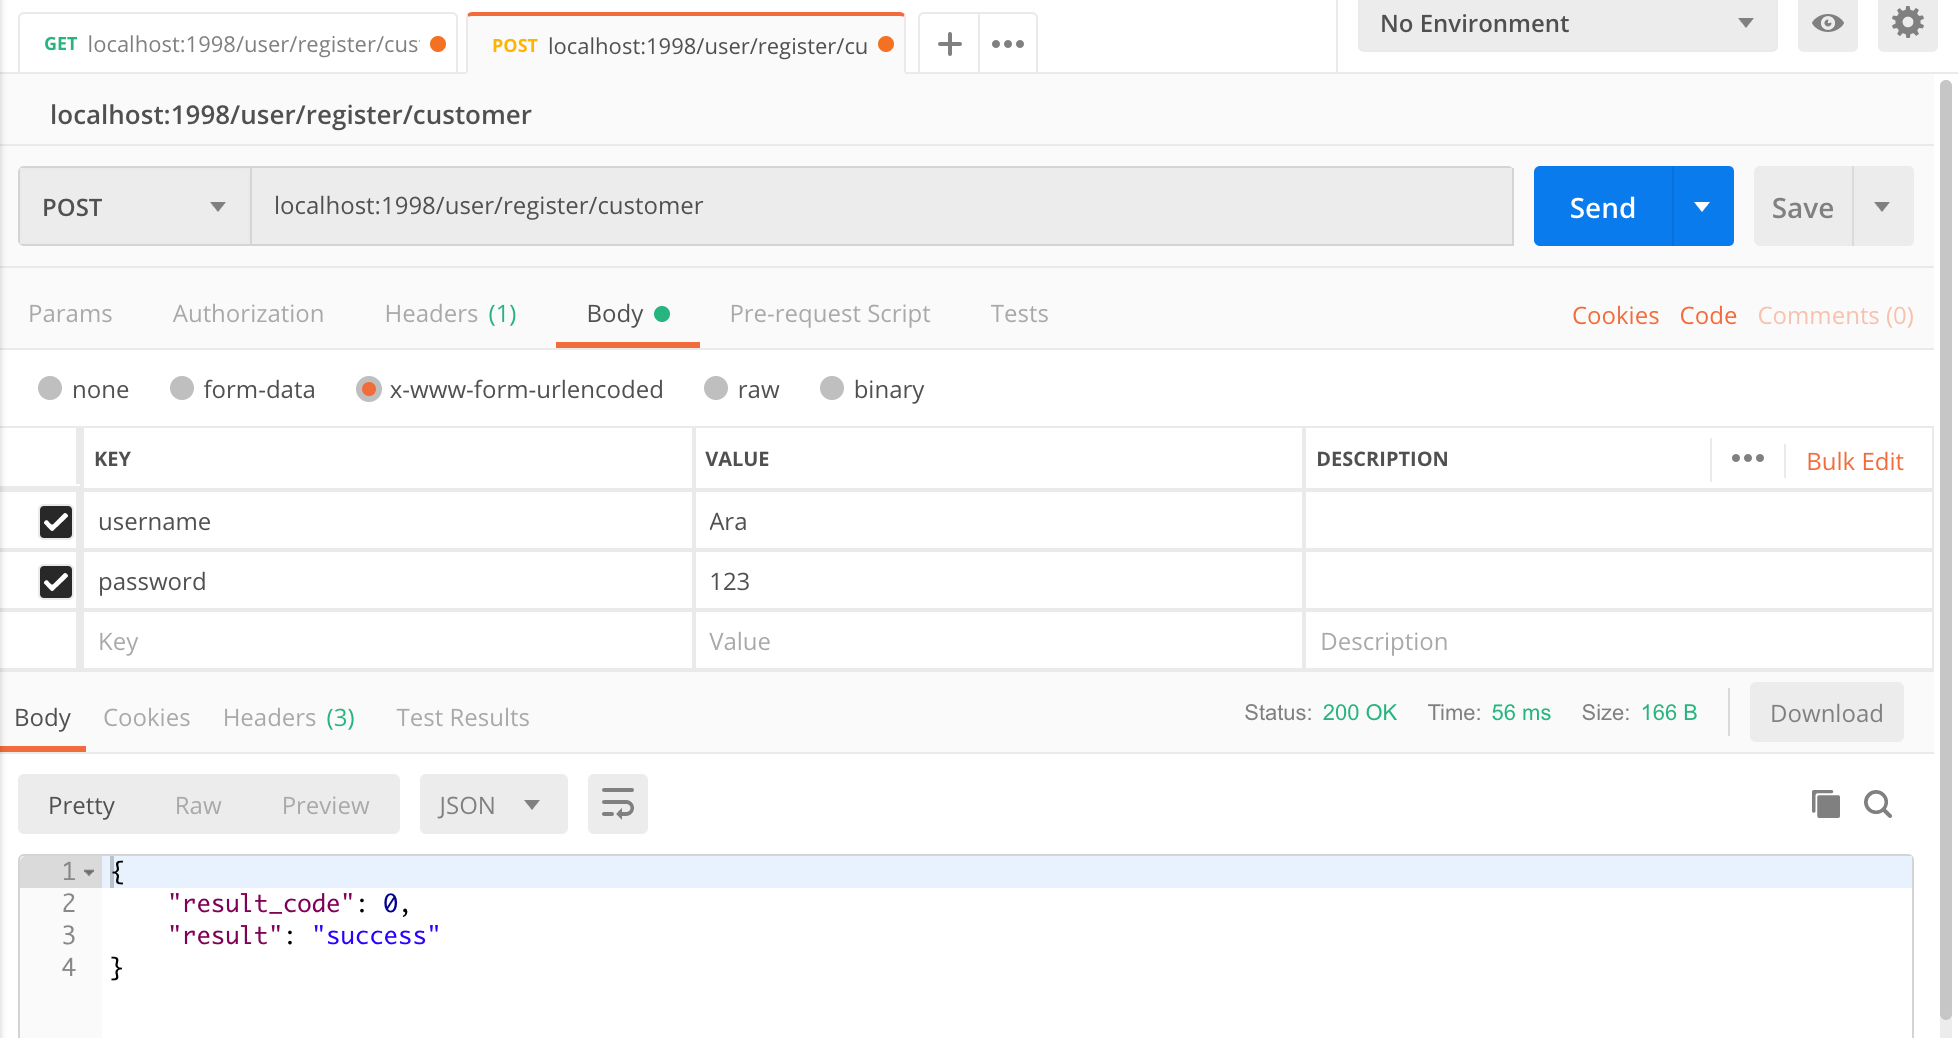 GET localhost:1998/user/register/cus
POST localhost:1998/user/register/cu
No Environment
localhost:1998/user/register/customer
POST localhost:1998/user/register/customer Send Save
Params Authorization Headers (1) Body Pre-request Script Tests Cookies Code Comments (0)
none form-data x-www-form-urlencoded raw binary
KEY VALUE DESCRIPTION Bulk Edit
username Ara
password 123
Key Value Description
Body Cookies Headers (3) Test Results Status: 200 OK Time: 56 ms Size: 166 B Download
Pretty Raw Preview JSON
1 {
2 "result_code": 0,
3 "result": "success"
4 }